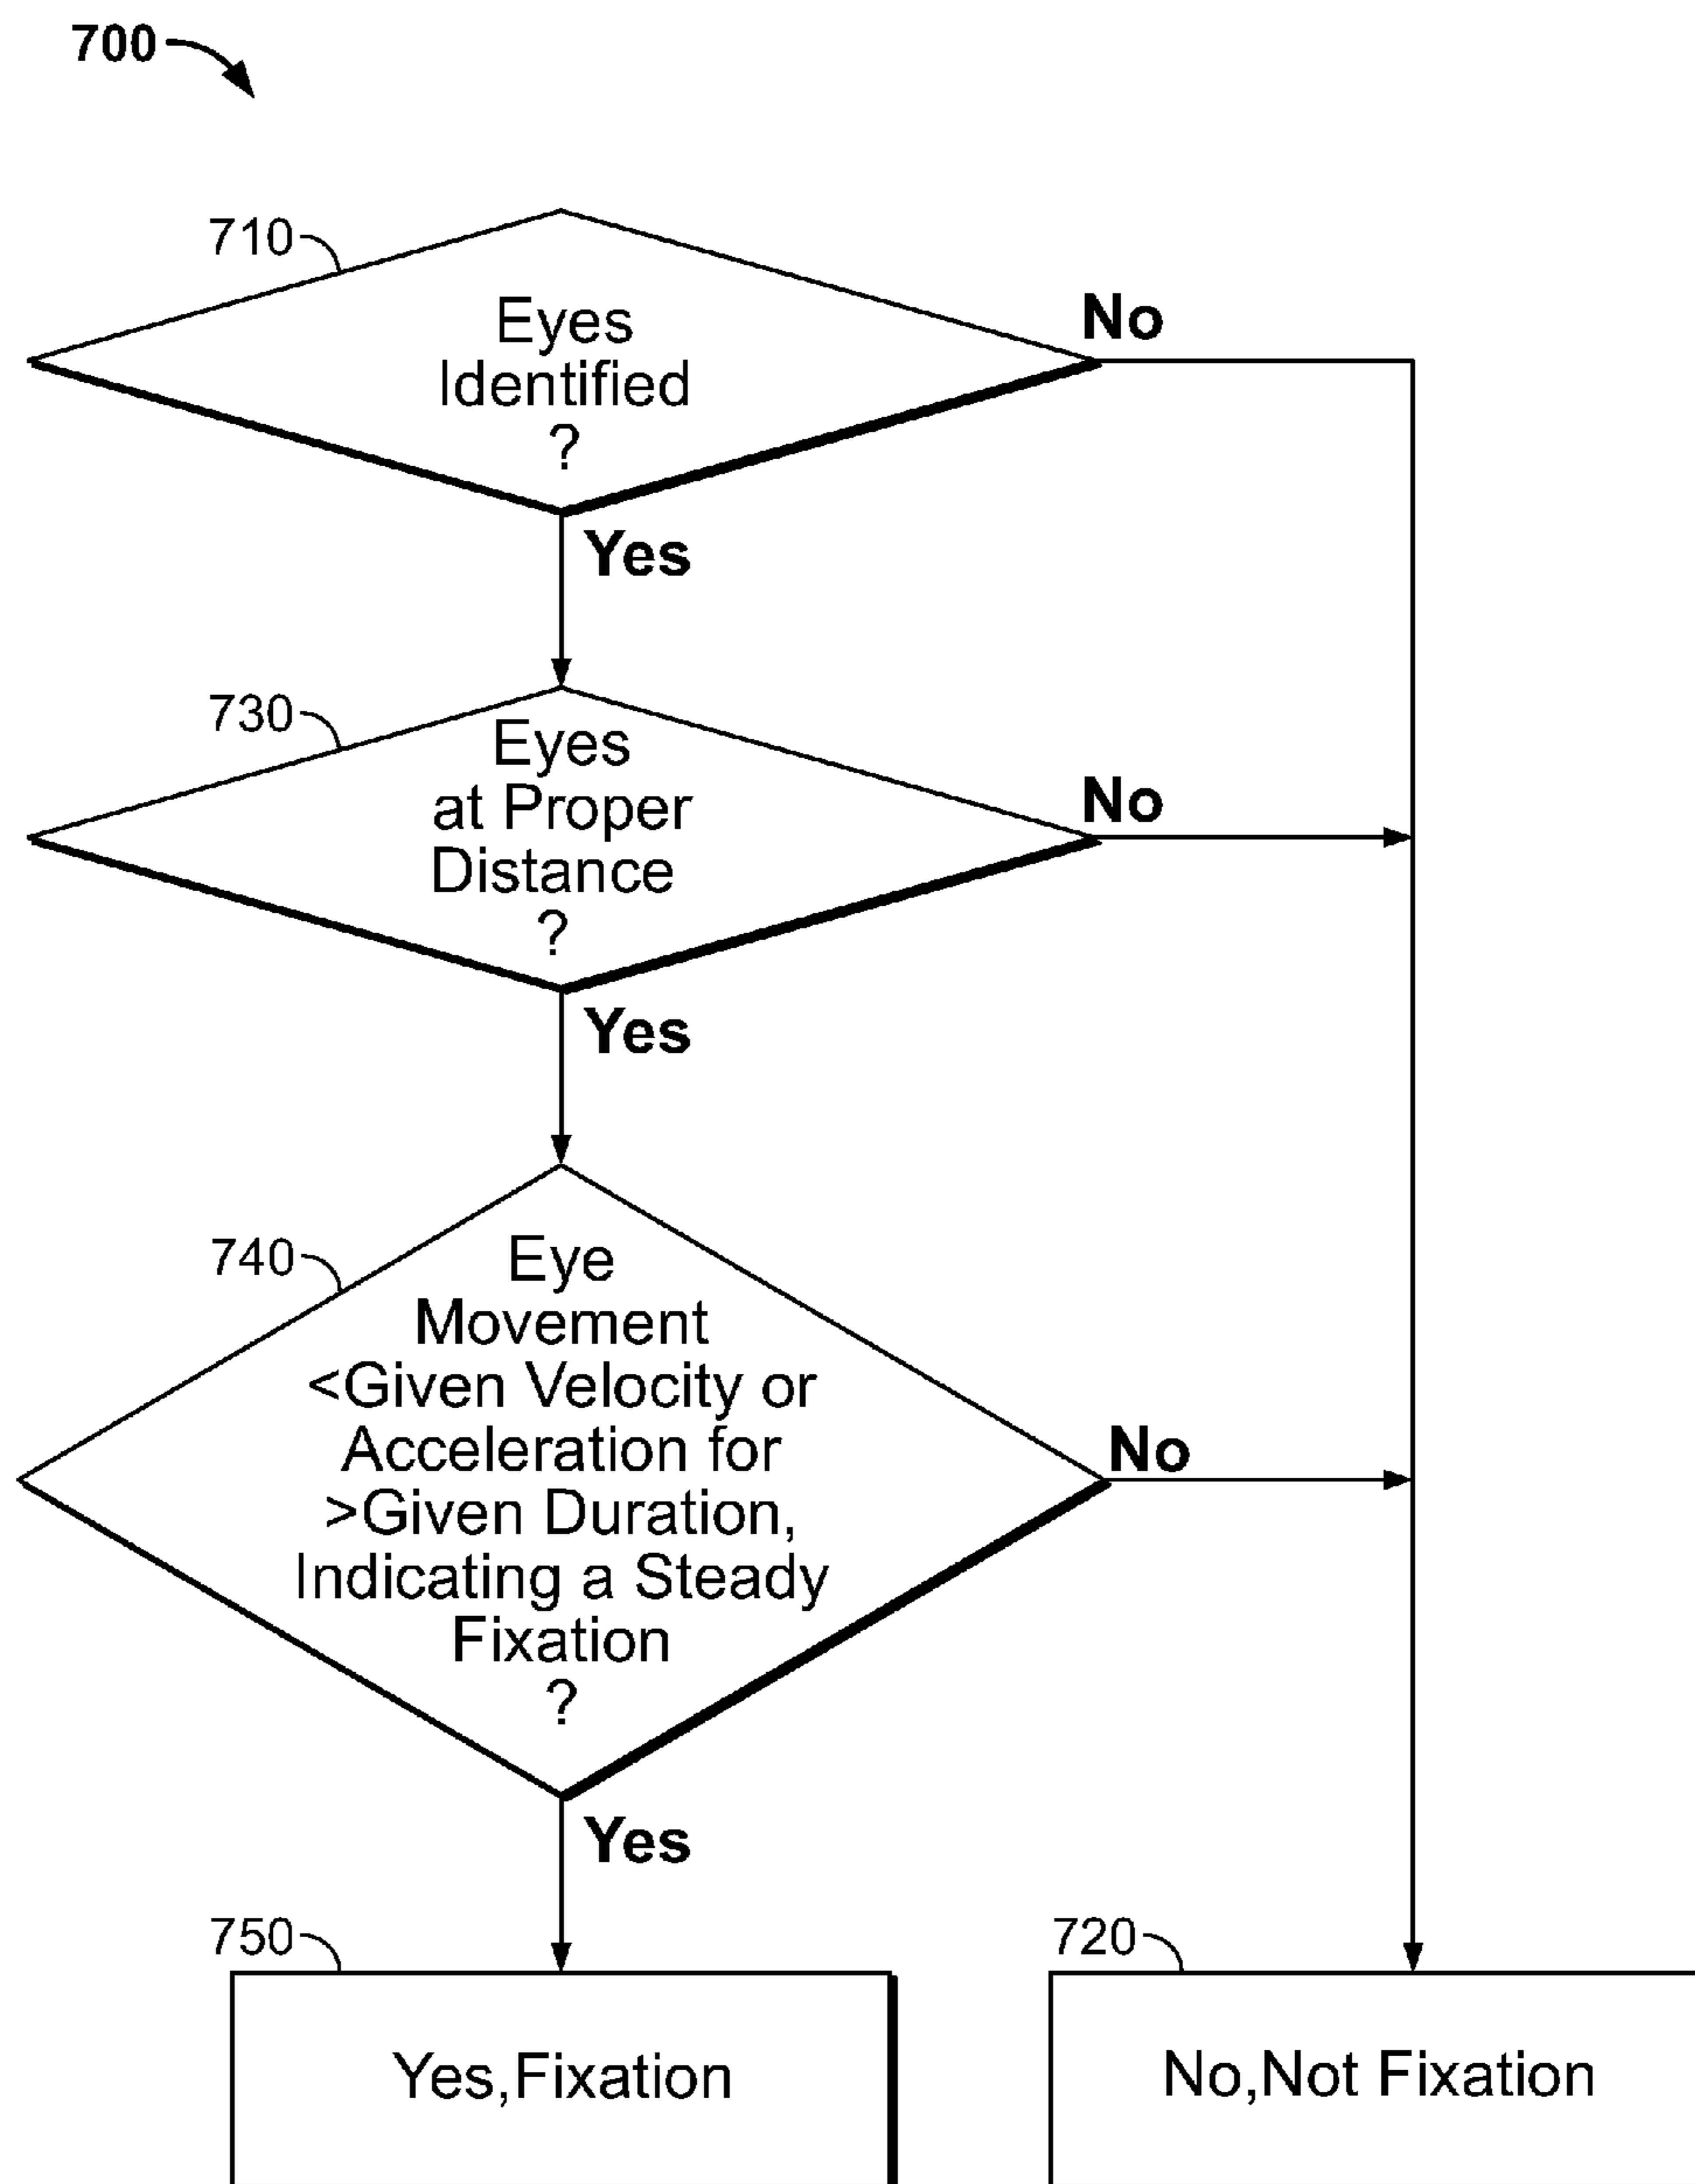 700
710
Eyes
Identified
?
No
Yes
730
Eyes
at Proper
Distance
?
No
Yes
740
Eye
Movement
<Given Velocity or
Acceleration for
>Given Duration,
Indicating a Steady
Fixation
?
No
Yes
750
Yes,Fixation
720
No,Not Fixation